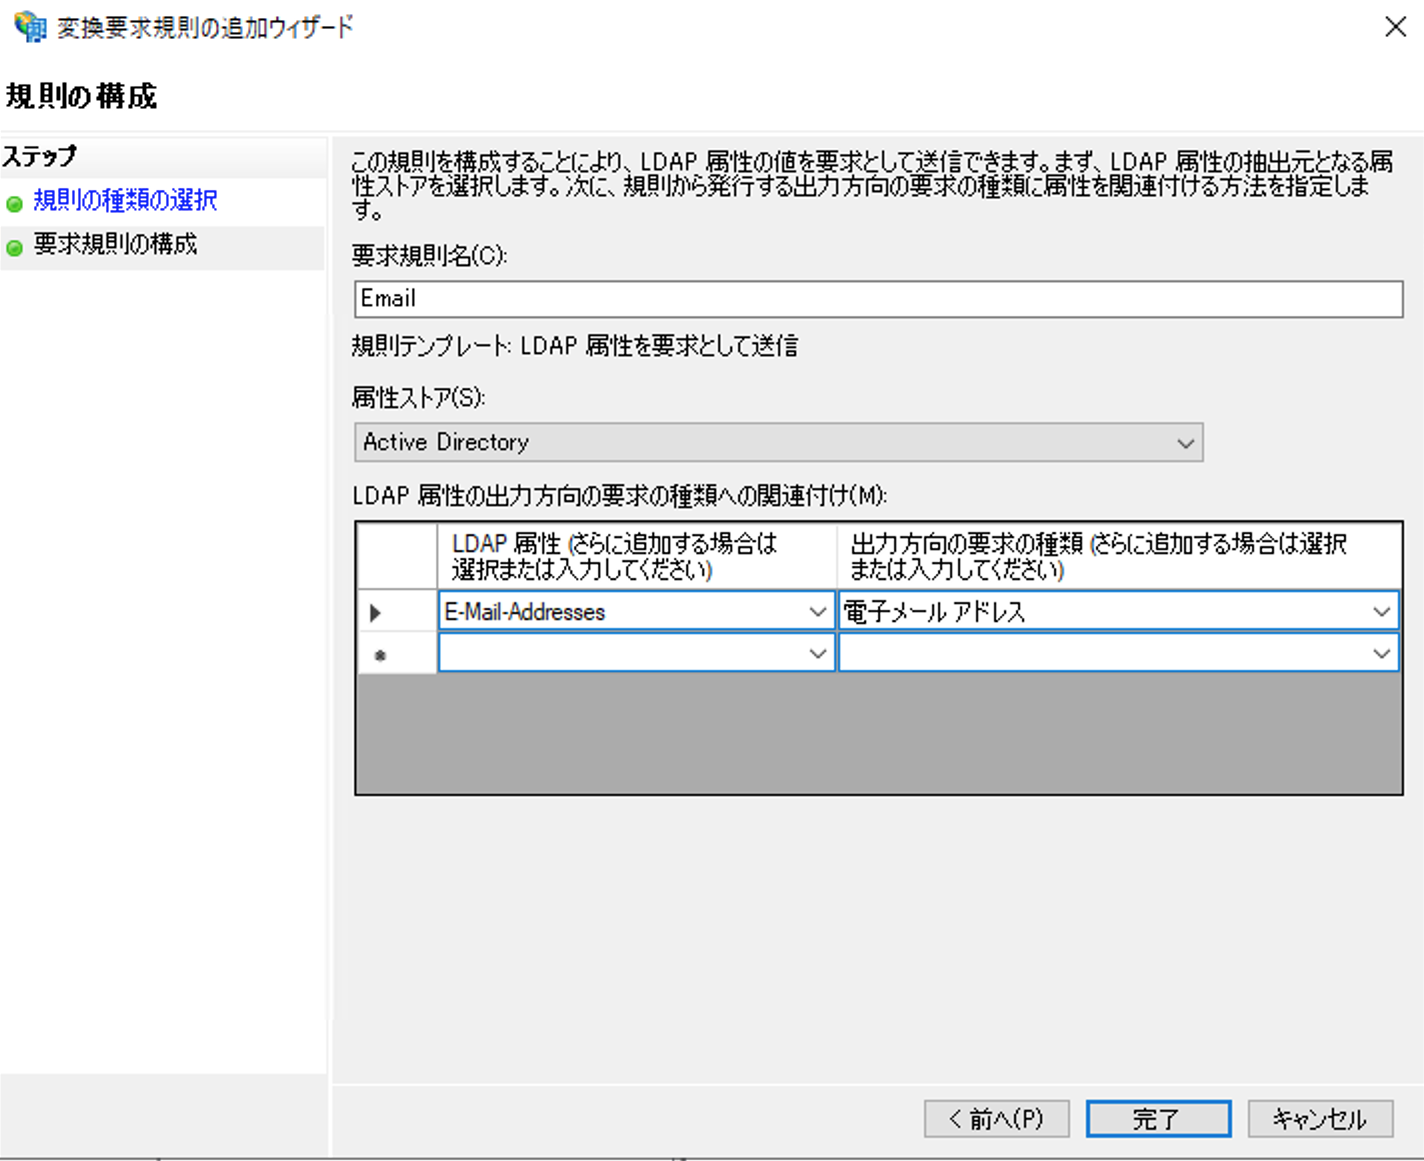 変換要求規則の追加ウィザード
規則の構成
ステップ
規則の種類の選択
要求規則の構成
この規則を構成することにより、LDAP 属性の値を要求として送信できます。まず、LDAP 属性の抽出元となる属
性ストアを選択します。次に、規則から発行する出力方向の要求の種類に属性を関連付ける方法を指定しま
す。
要求規則名(C):
Email
規則テンプレート: LDAP 属性を要求として送信
属性ストア(S):
Active Directory
LDAP 属性の出力方向の要求の種類への関連付け(M):
LDAP 属性 (さらに追加する場合は
選択または入力してください)
出力方向の要求の種類 (さらに追加する場合は選択
または入力してください)
E-Mail-Addresses
電子メール アドレス
< 前へ(P)
完了
キャンセル